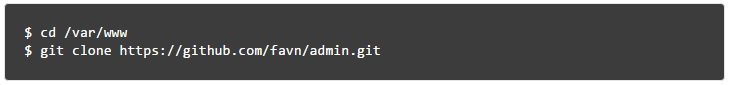 $ cd /var/www
$ git clone https://github.com/favn/admin.git